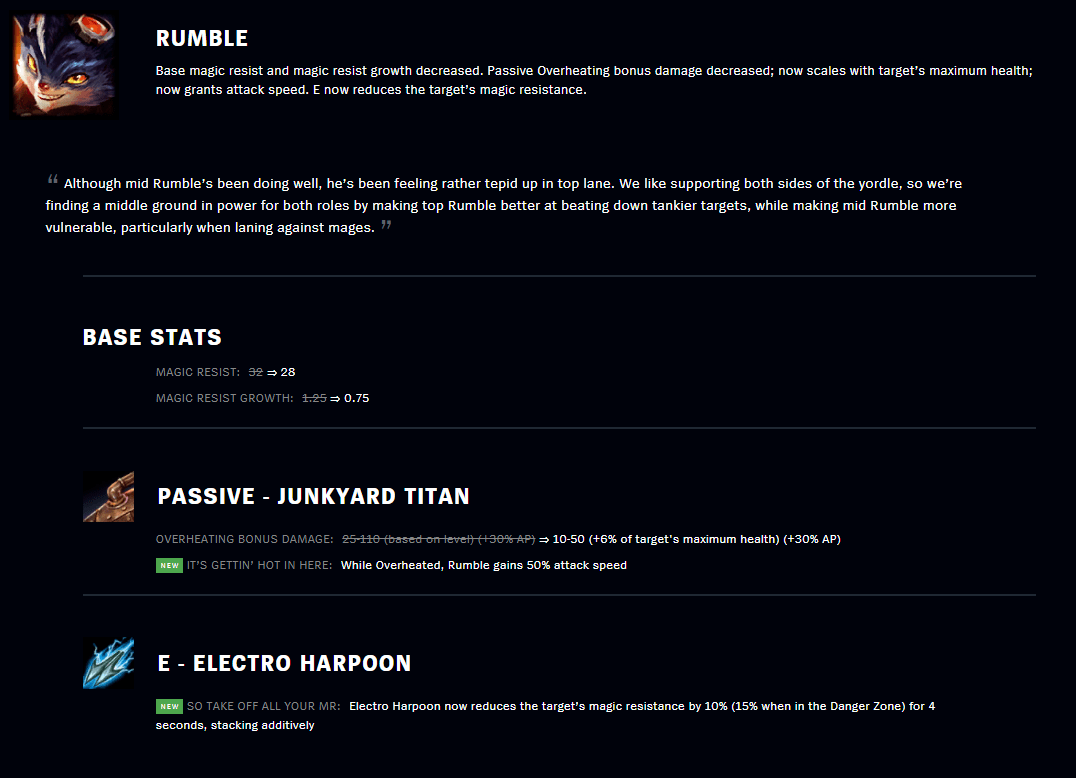 RUMBLE
Base magic resist and magic resist growth decreased. Passive Overheating bonus damage decreased; now scales with target's maximum health;
now grants attack speed. E now reduces the target's magic resistance.
“ Although mid Rumble's been doing well, he's been feeling rather tepid up in top lane. We like supporting both sides of the yordle, so we're
finding a middle ground in power for both roles by making top Rumble better at beating down tankier targets, while making mid Rumble more
vulnerable, particularly when laning against mages. ”
BASE STATS
MAGIC RESIST: 32 ⇒ 28
MAGIC RESIST GROWTH: 1.25 ⇒ 0.75
PASSIVE - JUNKYARD TITAN
OVERHEATING BONUS DAMAGE: 25-110 (based on level) (+30% AP) ⇒ 10-50 (+6% of target's maximum health) (+30% AP)
NEW IT'S GETTIN' HOT IN HERE: While Overheated, Rumble gains 50% attack speed
E - ELECTRO HARPOON
NEW SO TAKE OFF ALL YOUR MR: Electro Harpoon now reduces the target's magic resistance by 10% (15% when in the Danger Zone) for 4
seconds, stacking additively